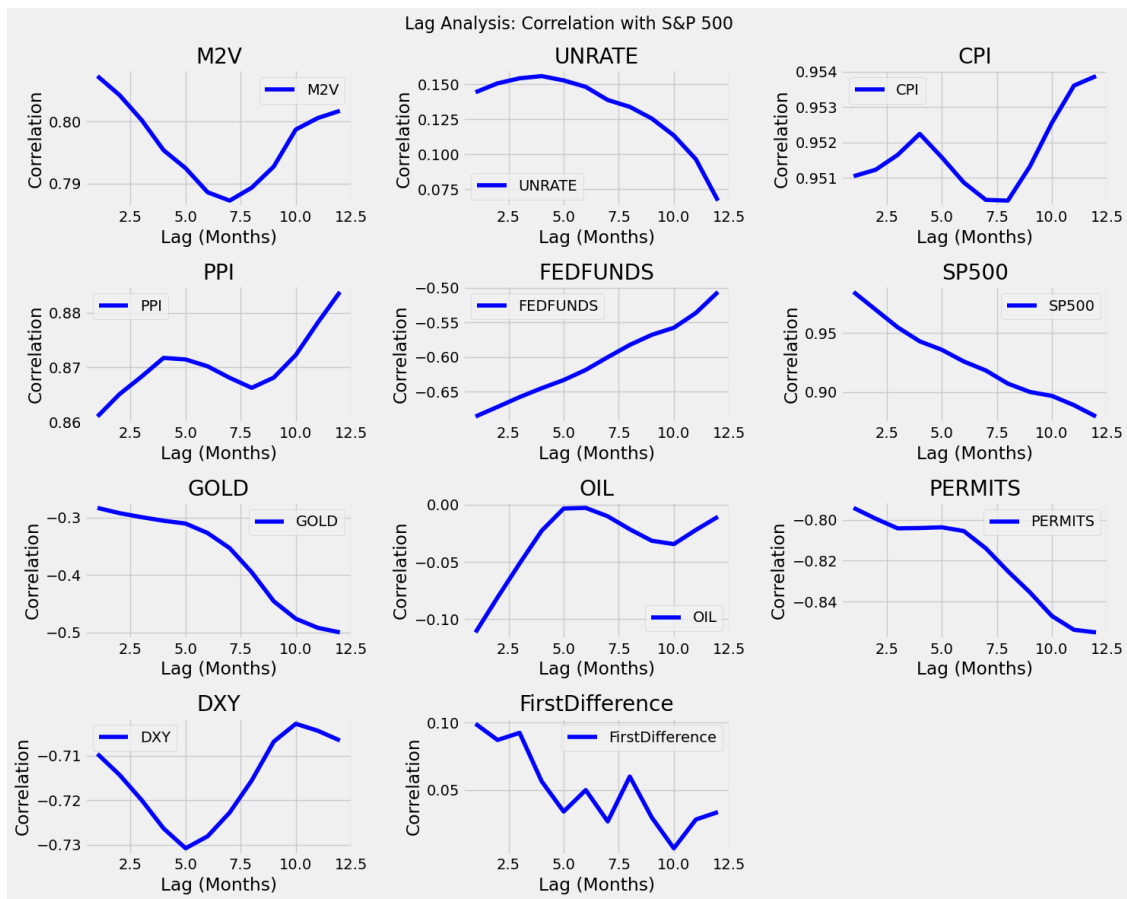 Lag Analysis: Correlation with S&P 500
M2V
Correlation
0.80
0.79
M2V
2.5 5.0 7.5 10.0 12.5
Lag (Months)
UNRATE
Correlation
0.150
0.125
0.100
0.075
UNRATE
2.5 5.0 7.5 10.0 12.5
Lag (Months)
CPI
Correlation
0.954
0.953
0.952
0.951
CPI
2.5 5.0 7.5 10.0 12.5
Lag (Months)
PPI
Correlation
0.88
0.87
0.86
PPI
2.5 5.0 7.5 10.0 12.5
Lag (Months)
FEDFUNDS
Correlation
−0.50
−0.55
−0.60
−0.65
FEDFUNDS
2.5 5.0 7.5 10.0 12.5
Lag (Months)
SP500
Correlation
0.95
0.90
SP500
2.5 5.0 7.5 10.0 12.5
Lag (Months)
GOLD
Correlation
−0.3
−0.4
−0.5
GOLD
2.5 5.0 7.5 10.0 12.5
Lag (Months)
OIL
Correlation
0.00
−0.05
−0.10
OIL
2.5 5.0 7.5 10.0 12.5
Lag (Months)
PERMITS
Correlation
−0.80
−0.82
−0.84
PERMITS
2.5 5.0 7.5 10.0 12.5
Lag (Months)
DXY
Correlation
−0.71
−0.72
−0.73
DXY
2.5 5.0 7.5 10.0 12.5
Lag (Months)
FirstDifference
Correlation
0.10
0.05
FirstDifference
2.5 5.0 7.5 10.0 12.5
Lag (Months)